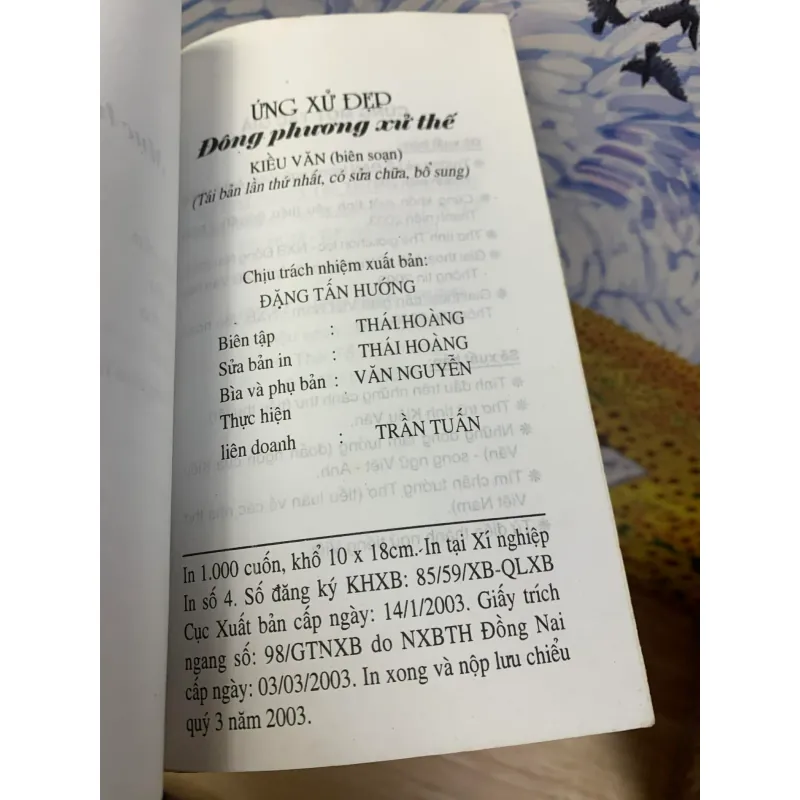 ỨNG XỬ ĐẸP
Đông phương xử thế
KIỀU VĂN (biên soạn)
(Tái bản lần thứ nhất, có sửa chữa, bổ sung)
Chịu trách nhiệm xuất bản:
ĐẶNG TẤN HƯỚNG
Biên tập : THÁI HOÀNG
Sửa bản in : THÁI HOÀNG
Bìa và phụ bản : VĂN NGUYỄN
Thực hiện
liên doanh : TRẦN TUẤN
In 1.000 cuốn, khổ 10 x 18cm. In tại Xí nghiệp
In số 4. Số đăng ký KHXB: 85/59/XB-QLXB
Cục Xuất bản cấp ngày: 14/1/2003. Giấy trích
ngang số: 98/GTNXB do NXBTH Đồng Nai
cấp ngày: 03/03/2003. In xong và nộp lưu chiểu
quý 3 năm 2003.